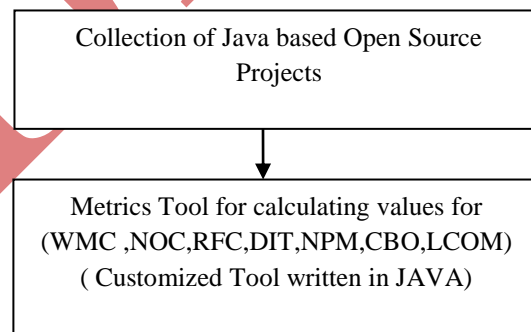 Collection of Java based Open Source
Projects
Metrics Tool for calculating values for
(WMC ,NOC,RFC,DIT,NPM,CBO,LCOM)
( Customized Tool written in JAVA)